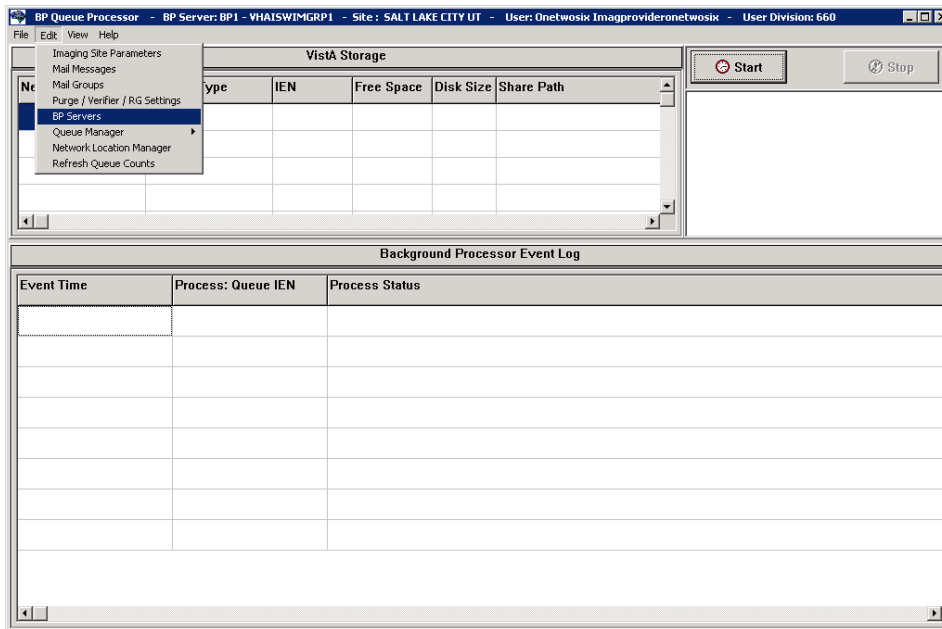 BP Queue Processor - BP Server: BP1 - VHAISWIMGRP1 - Site : SALT LAKE CITY UT - User: Onetwosix Imagprovideronetwosix - User Division: 660
File Edit View Help
Imaging Site Parameters
Mail Messages
Mail Groups
Purge / Verifier / RG Settings
BP Servers
Queue Manager
Network Location Manager
Refresh Queue Counts
VistA Storage
Ne ype IEN Free Space Disk Size Share Path
Start Stop
Background Processor Event Log
Event Time Process: Queue IEN Process Status